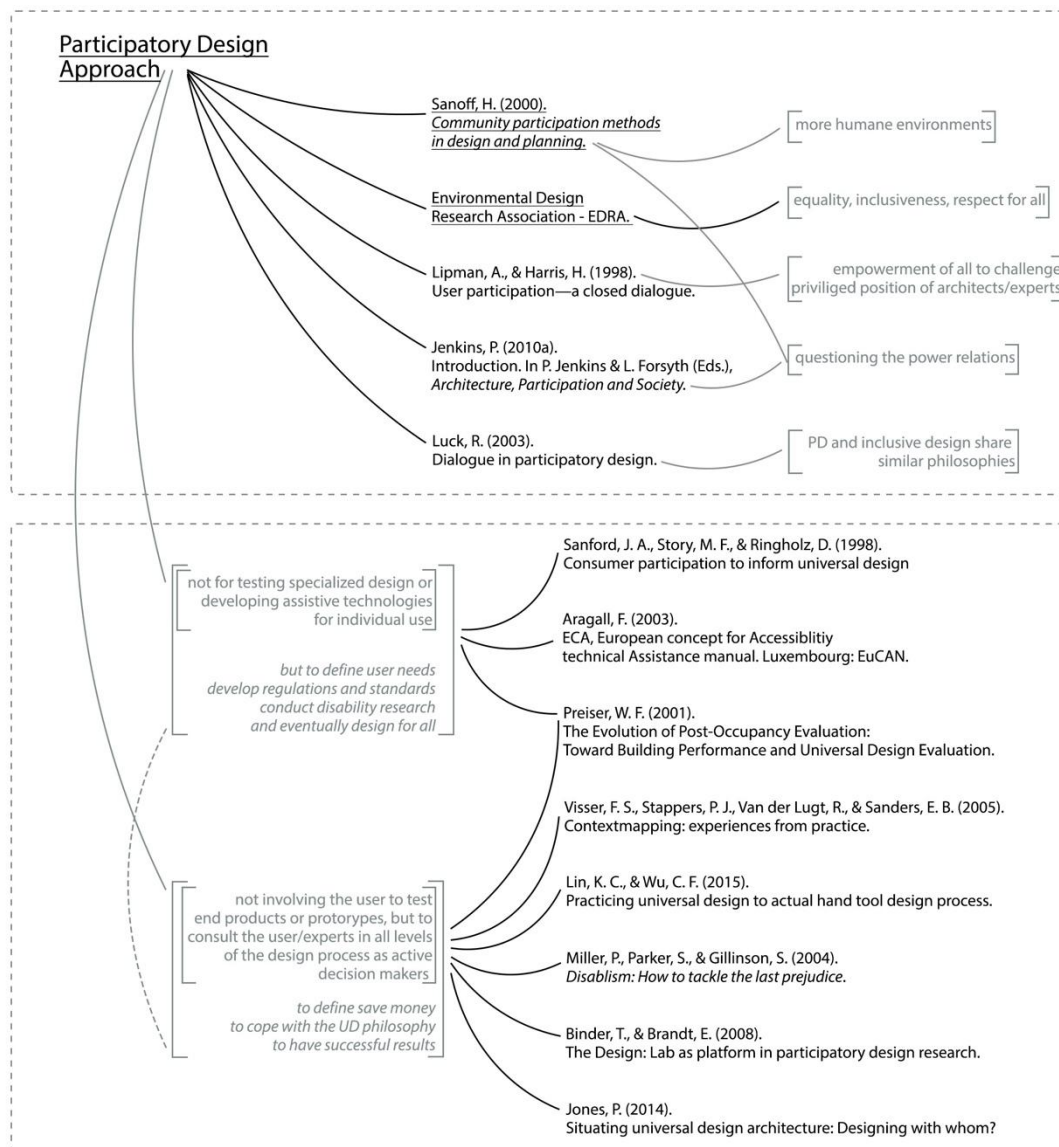 Participatory Design
Approach
Sanoff, H. (2000).
Community participation methods
in design and planning.
more humane environments
Environmental Design
Research Association - EDRA.
equality, inclusiveness, respect for all
Lipman, A., & Harris, H. (1998).
User participation—a closed dialogue.
empowerment of all to challenge
priviliged position of architects/experts
Jenkins, P. (2010a).
Introduction. In P. Jenkins & L. Forsyth (Eds.),
Architecture, Participation and Society.
questioning the power relations
Luck, R. (2003).
Dialogue in participatory design.
PD and inclusive design share
similar philosophies
not for testing specialized design or
developing assistive technologies
for individual use
but to define user needs
develop regulations and standards
conduct disability research
and eventually design for all
Sanford, J. A., Story, M. F., & Ringholz, D. (1998).
Consumer participation to inform universal design
Aragall, F. (2003).
ECA, European concept for Accessiblitiy
technical Assistance manual. Luxembourg: EuCAN.
Preiser, W. F. (2001).
The Evolution of Post-Occupancy Evaluation:
Toward Building Performance and Universal Design Evaluation.
Visser, F. S., Stappers, P. J., Van der Lugt, R., & Sanders, E. B. (2005).
Contextmapping: experiences from practice.
not involving the user to test
end products or protorypes, but to
consult the user/experts in all levels
of the design process as active
decision makers
to define save money
to cope with the UD philosophy
to have successful results
Lin, K. C., & Wu, C. F. (2015).
Practicing universal design to actual hand tool design process.
Miller, P., Parker, S., & Gillinson, S. (2004).
Disablism: How to tackle the last prejudice.
Binder, T., & Brandt, E. (2008).
The Design: Lab as platform in participatory design research.
Jones, P. (2014).
Situating universal design architecture: Designing with whom?